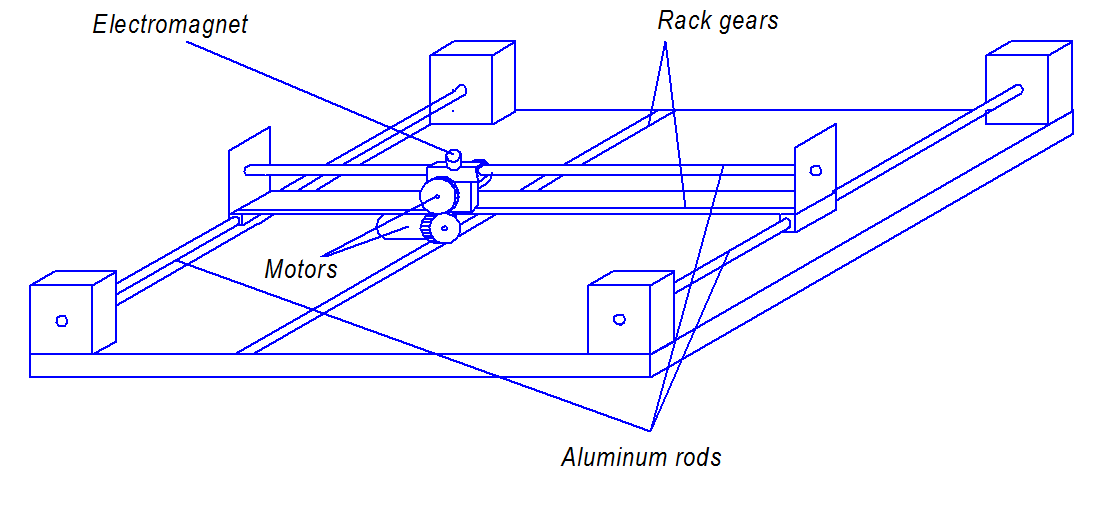 Electromagnet
Rack gears
Motors
Aluminum rods